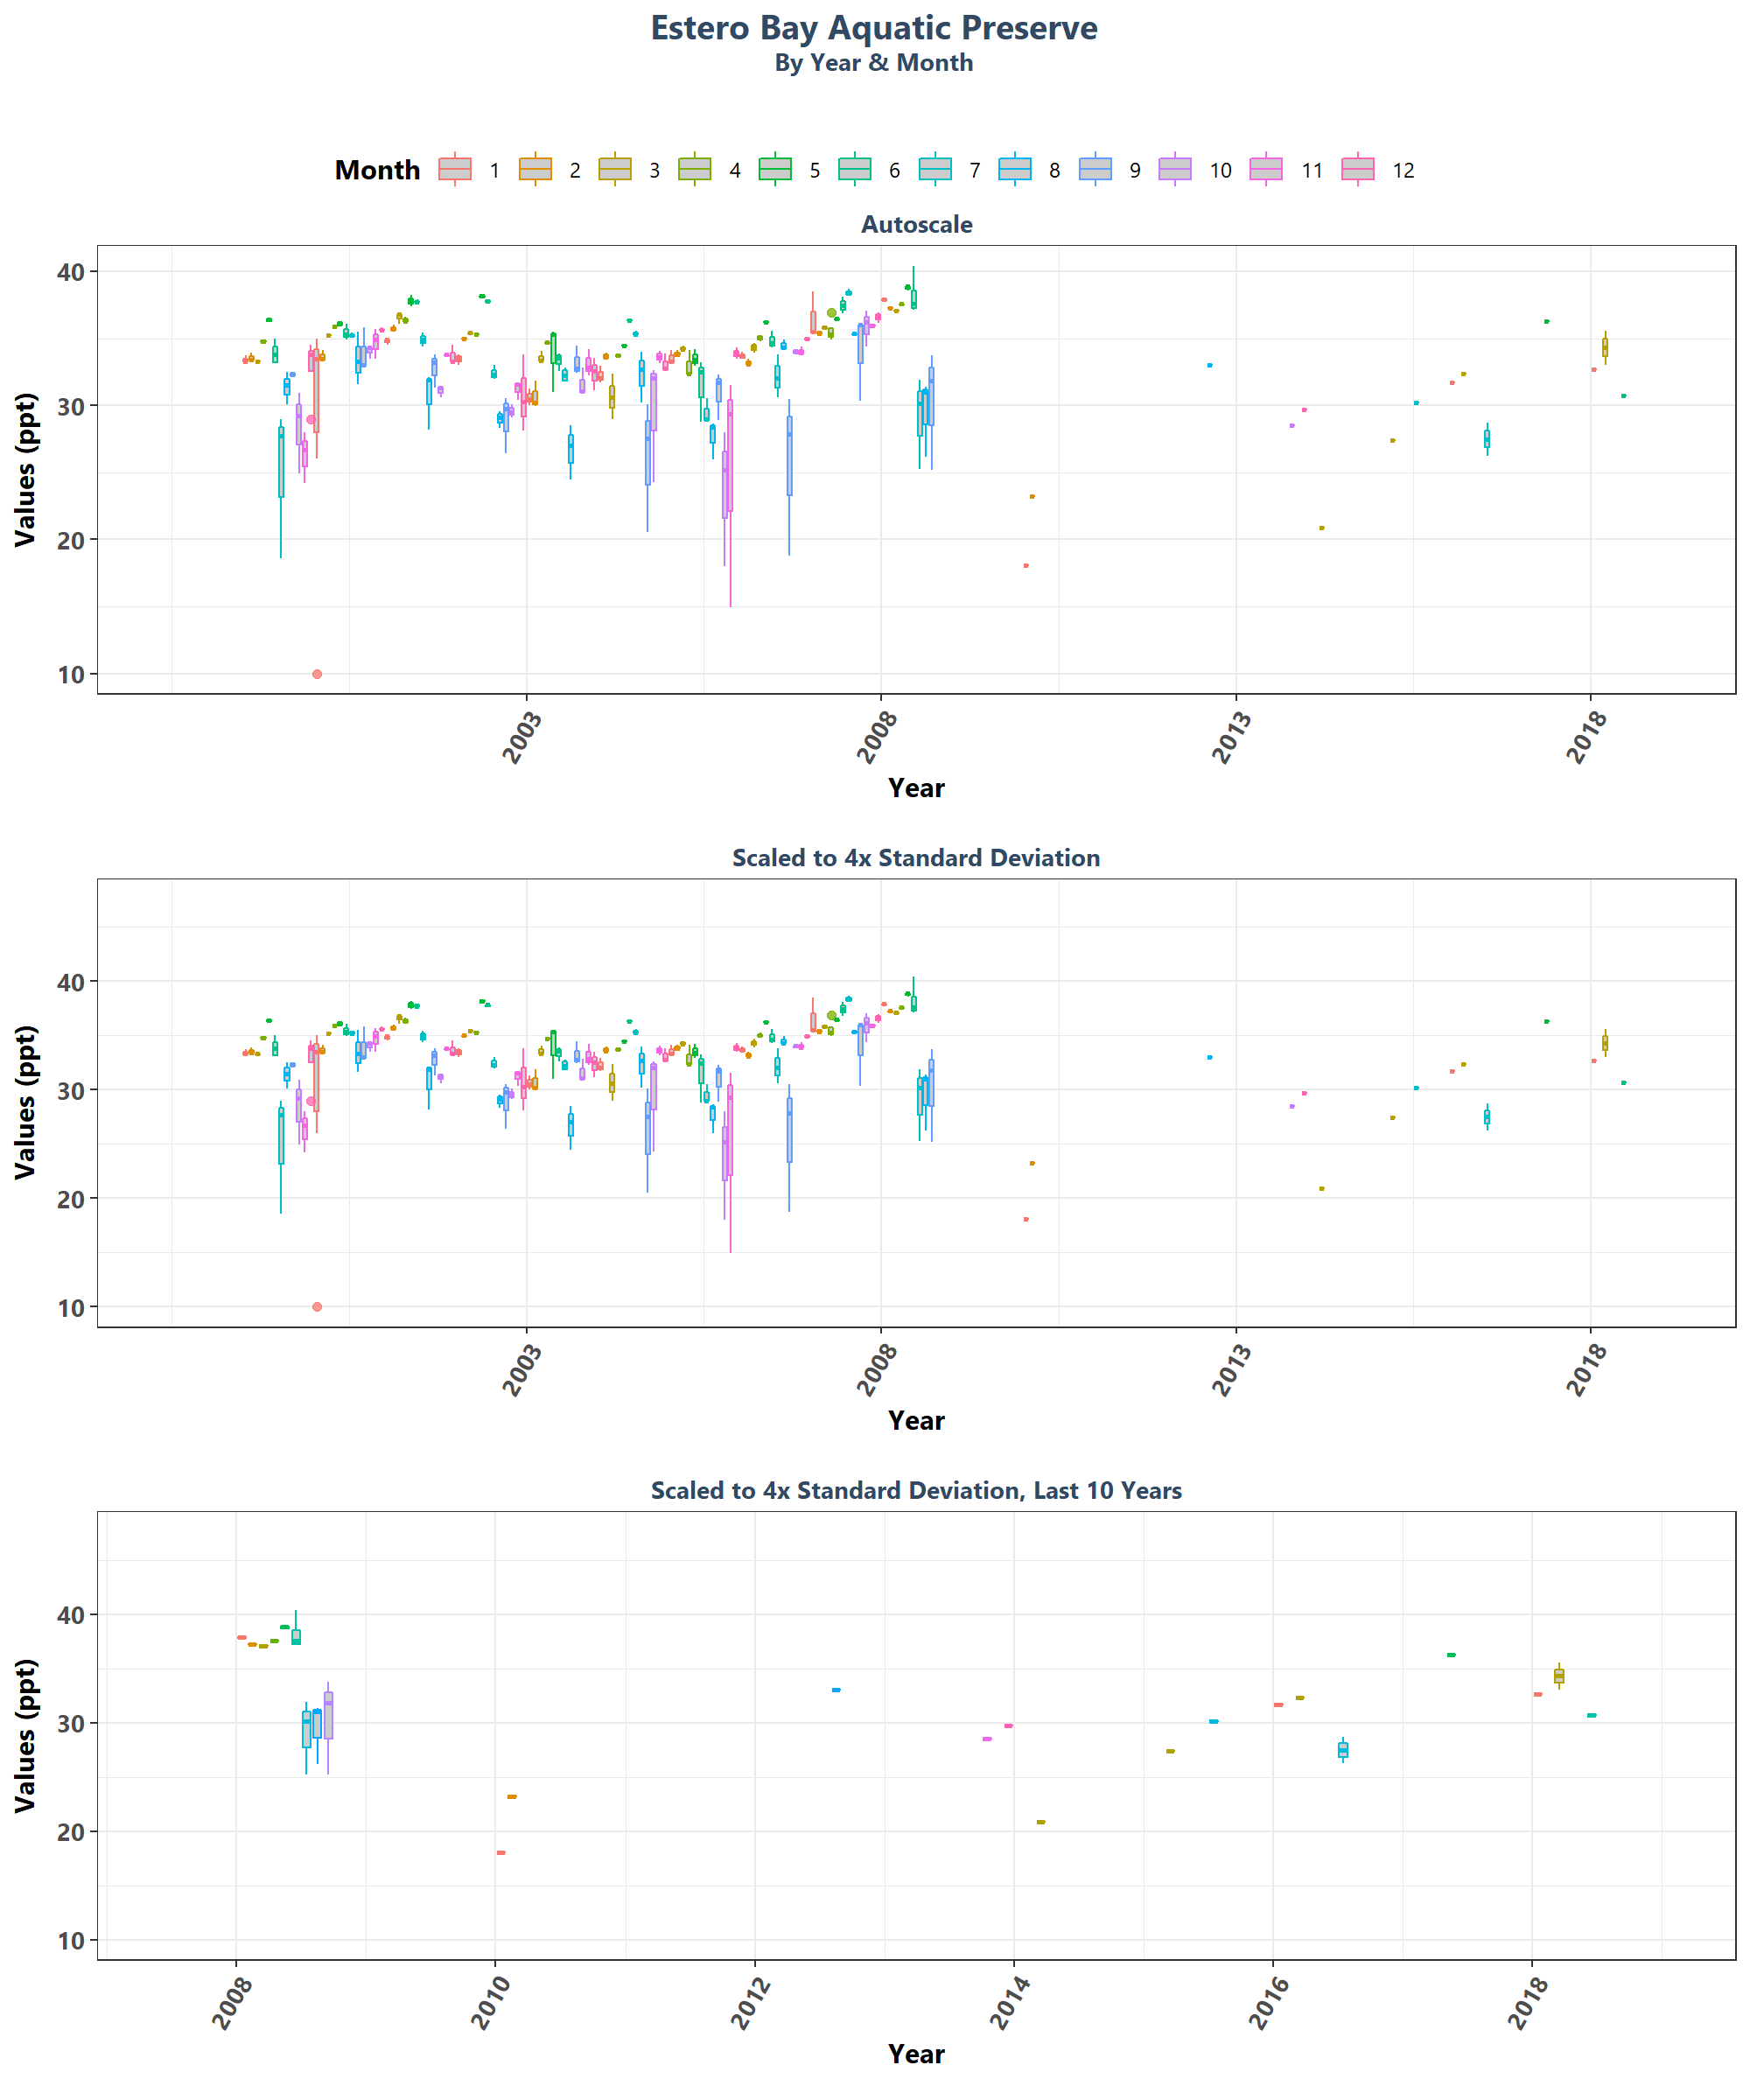 Estero Bay Aquatic Preserve
By Year & Month
Month 1 2 3 4 5 6 7 8 9 10 11 12
Autoscale
Values (ppt)
40
30
20
10
2003 2008 2013 2018
Year
Scaled to 4x Standard Deviation
Values (ppt)
40
30
20
10
2003 2008 2013 2018
Year
Scaled to 4x Standard Deviation, Last 10 Years
Values (ppt)
40
30
20
10
2008 2010 2012 2014 2016 2018
Year